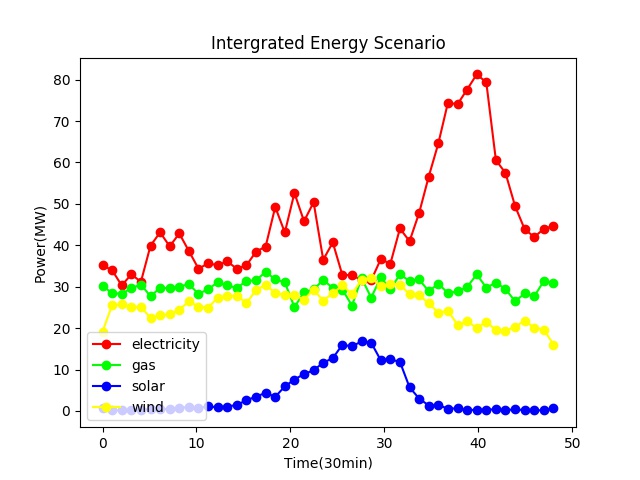 Intergrated Energy Scenario
Power(MW)
80
70
60
50
40
30
20
10
0
electricity
gas
solar
wind
0 10 20 30 40 50
Time(30min)